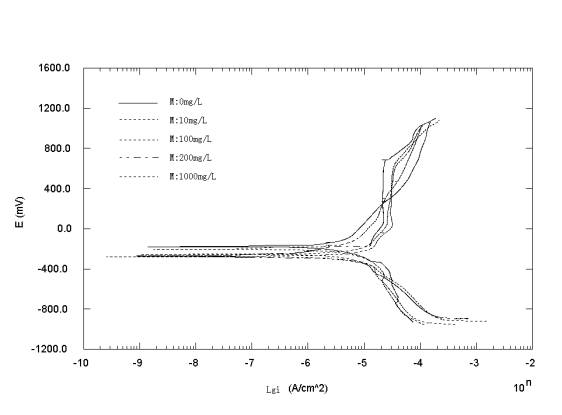 1600.0
1200.0
800.0
400.0
0.0
-400.0
-800.0
-1200.0
E (mV)
M:0mg/L
M:10mg/L
M:100mg/L
M:200mg/L
M:1000mg/L
-10 -9 -8 -7 -6 -5 -4 -3 -2
Lgi (A/cm^2) 10n